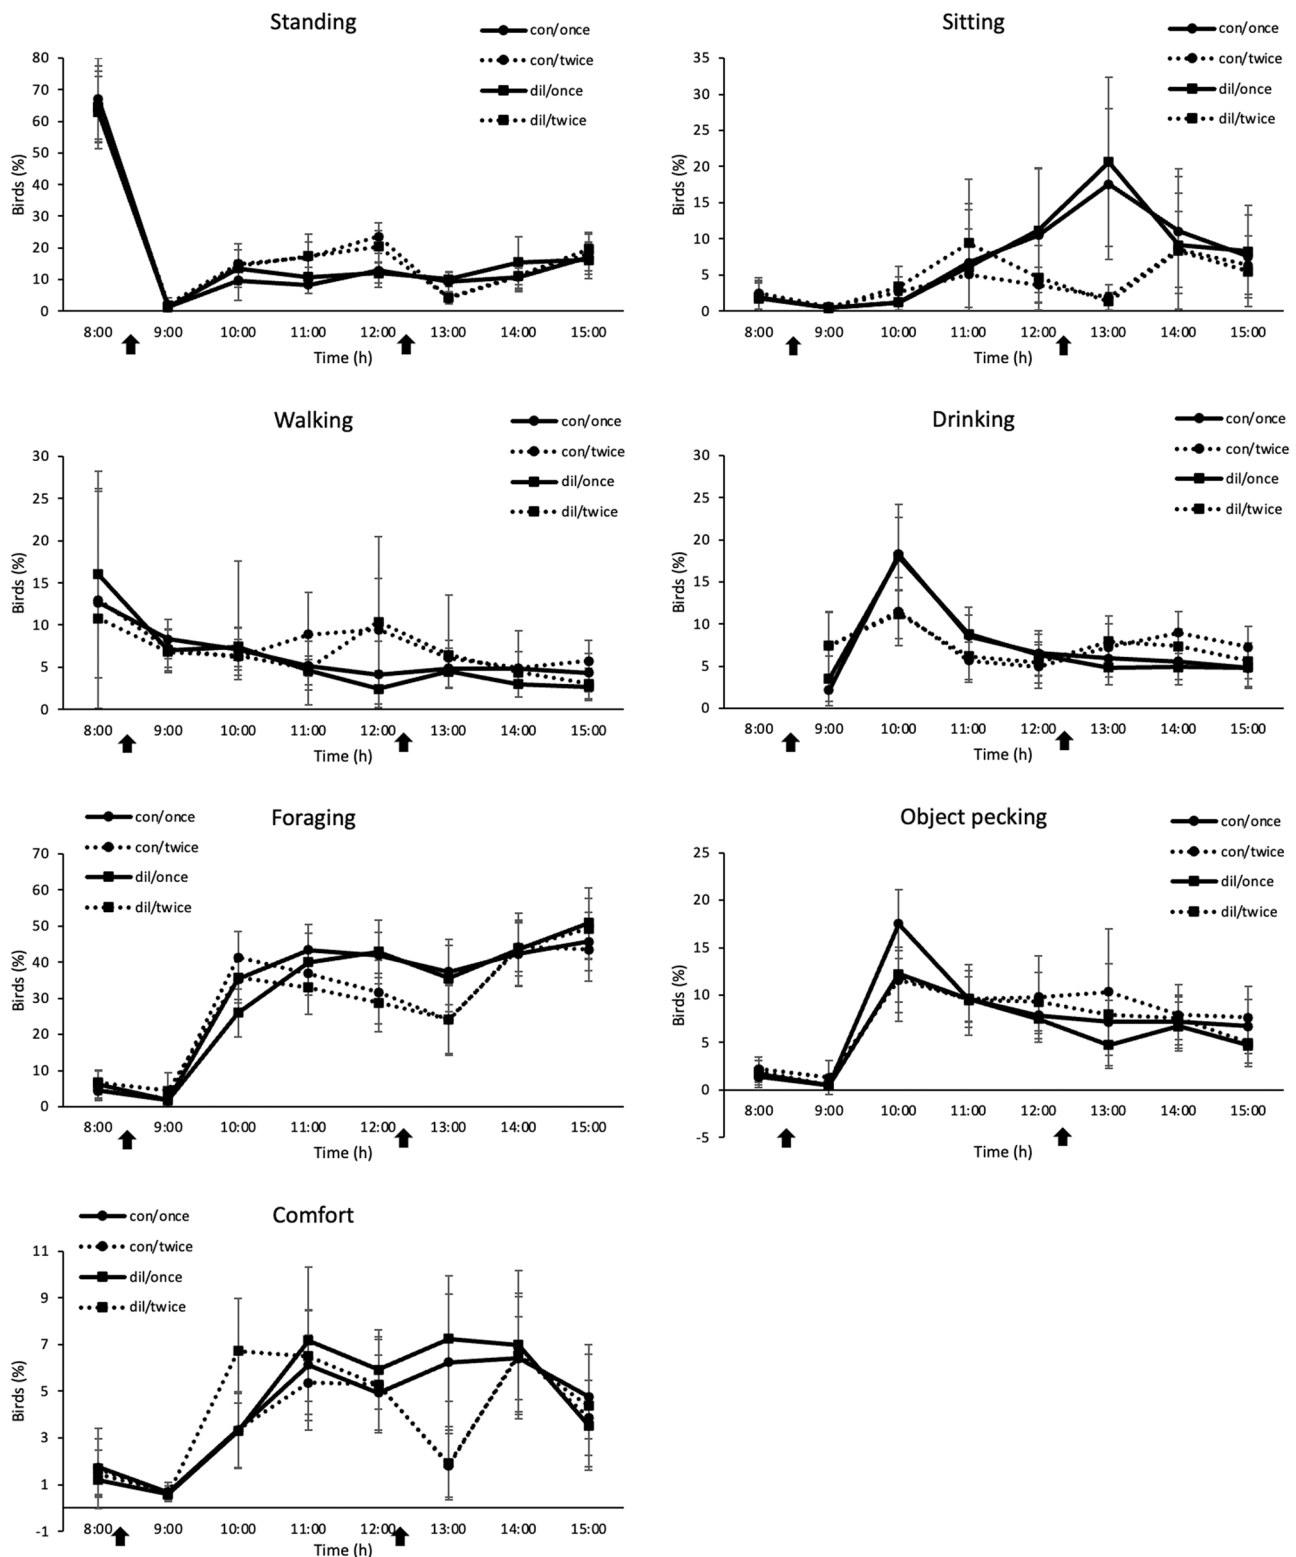 Standing
con/once
con/twice
dil/once
dil/twice
80
70
60
50
40
30
20
10
0
Birds (%)
8:00 9:00 10:00 11:00 12:00 13:00 14:00 15:00
Time (h)
Sitting
con/once
con/twice
dil/once
dil/twice
35
30
25
20
15
10
5
0
Birds (%)
8:00 9:00 10:00 11:00 12:00 13:00 14:00 15:00
Time (h)
Walking
con/once
con/twice
dil/once
dil/twice
30
25
20
15
10
5
0
Birds (%)
8:00 9:00 10:00 11:00 12:00 13:00 14:00 15:00
Time (h)
Drinking
con/once
con/twice
dil/once
dil/twice
30
25
20
15
10
5
0
Birds (%)
8:00 9:00 10:00 11:00 12:00 13:00 14:00 15:00
Time (h)
Foraging
con/once
con/twice
dil/once
dil/twice
70
60
50
40
30
20
10
0
Birds (%)
8:00 9:00 10:00 11:00 12:00 13:00 14:00 15:00
Time (h)
Object pecking
con/once
con/twice
dil/once
dil/twice
25
20
15
10
5
0
-5
Birds (%)
8:00 9:00 10:00 11:00 12:00 13:00 14:00 15:00
Time (h)
Comfort
con/once
con/twice
dil/once
dil/twice
11
9
7
5
3
1
-1
Birds (%)
8:00 9:00 10:00 11:00 12:00 13:00 14:00 15:00
Time (h)